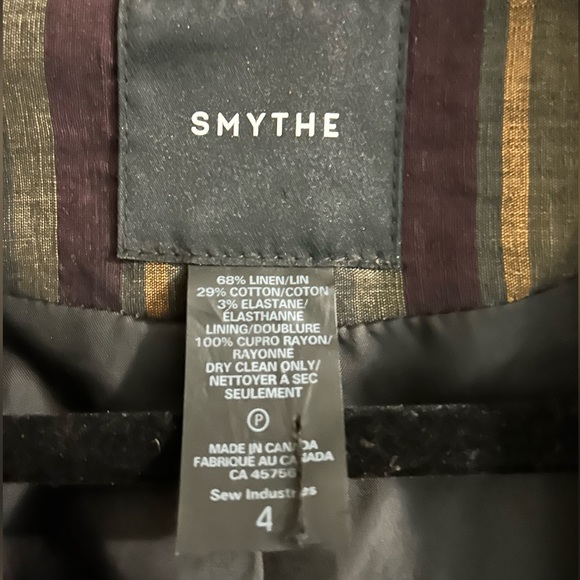 SMYTHE
68% LINEN/LIN
29% COTTON/COTON
3% ELASTANE/
ÉLASTHANNE
LINING/DOUBLURE
100% CUPRO RAYON/
RAYONNE
DRY CLEAN ONLY/
NETTOYER À SEC
SEULEMENT
P
MADE IN CANADA
FABRIQUE AU CANADA
CA 45756
Sew Industries
4